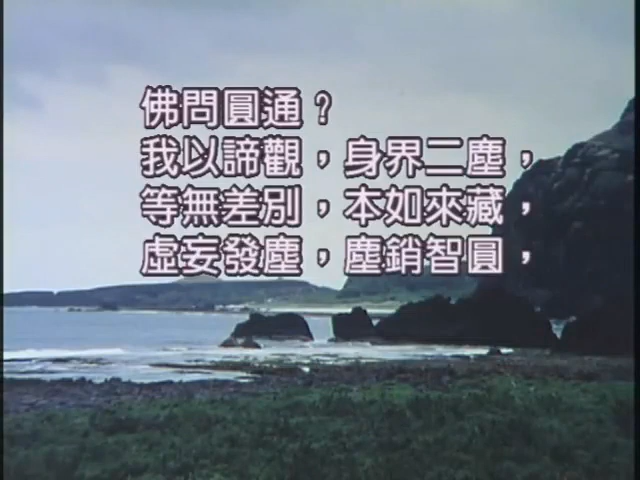 佛問圓通？
我以諦觀，身界二塵，
等無差別，本如來藏，
虛妄發塵，塵銷智圓，